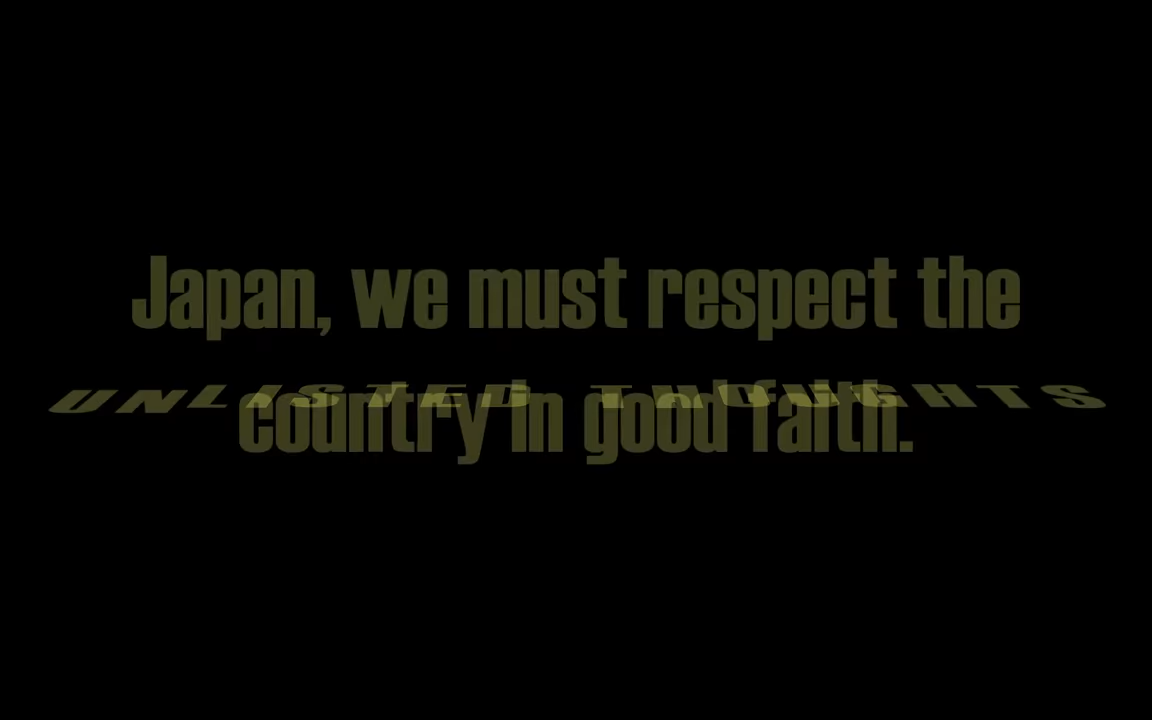 Japan, we must respect the
UNLISTED THOUGHTS
country in good faith.